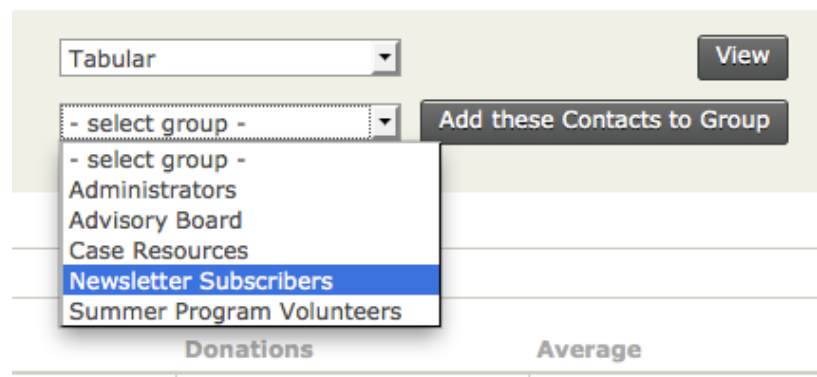 Tabular View
- select group - Add these Contacts to Group
- select group -
Administrators
Advisory Board
Case Resources
Newsletter Subscribers
Summer Program Volunteers
Donations Average